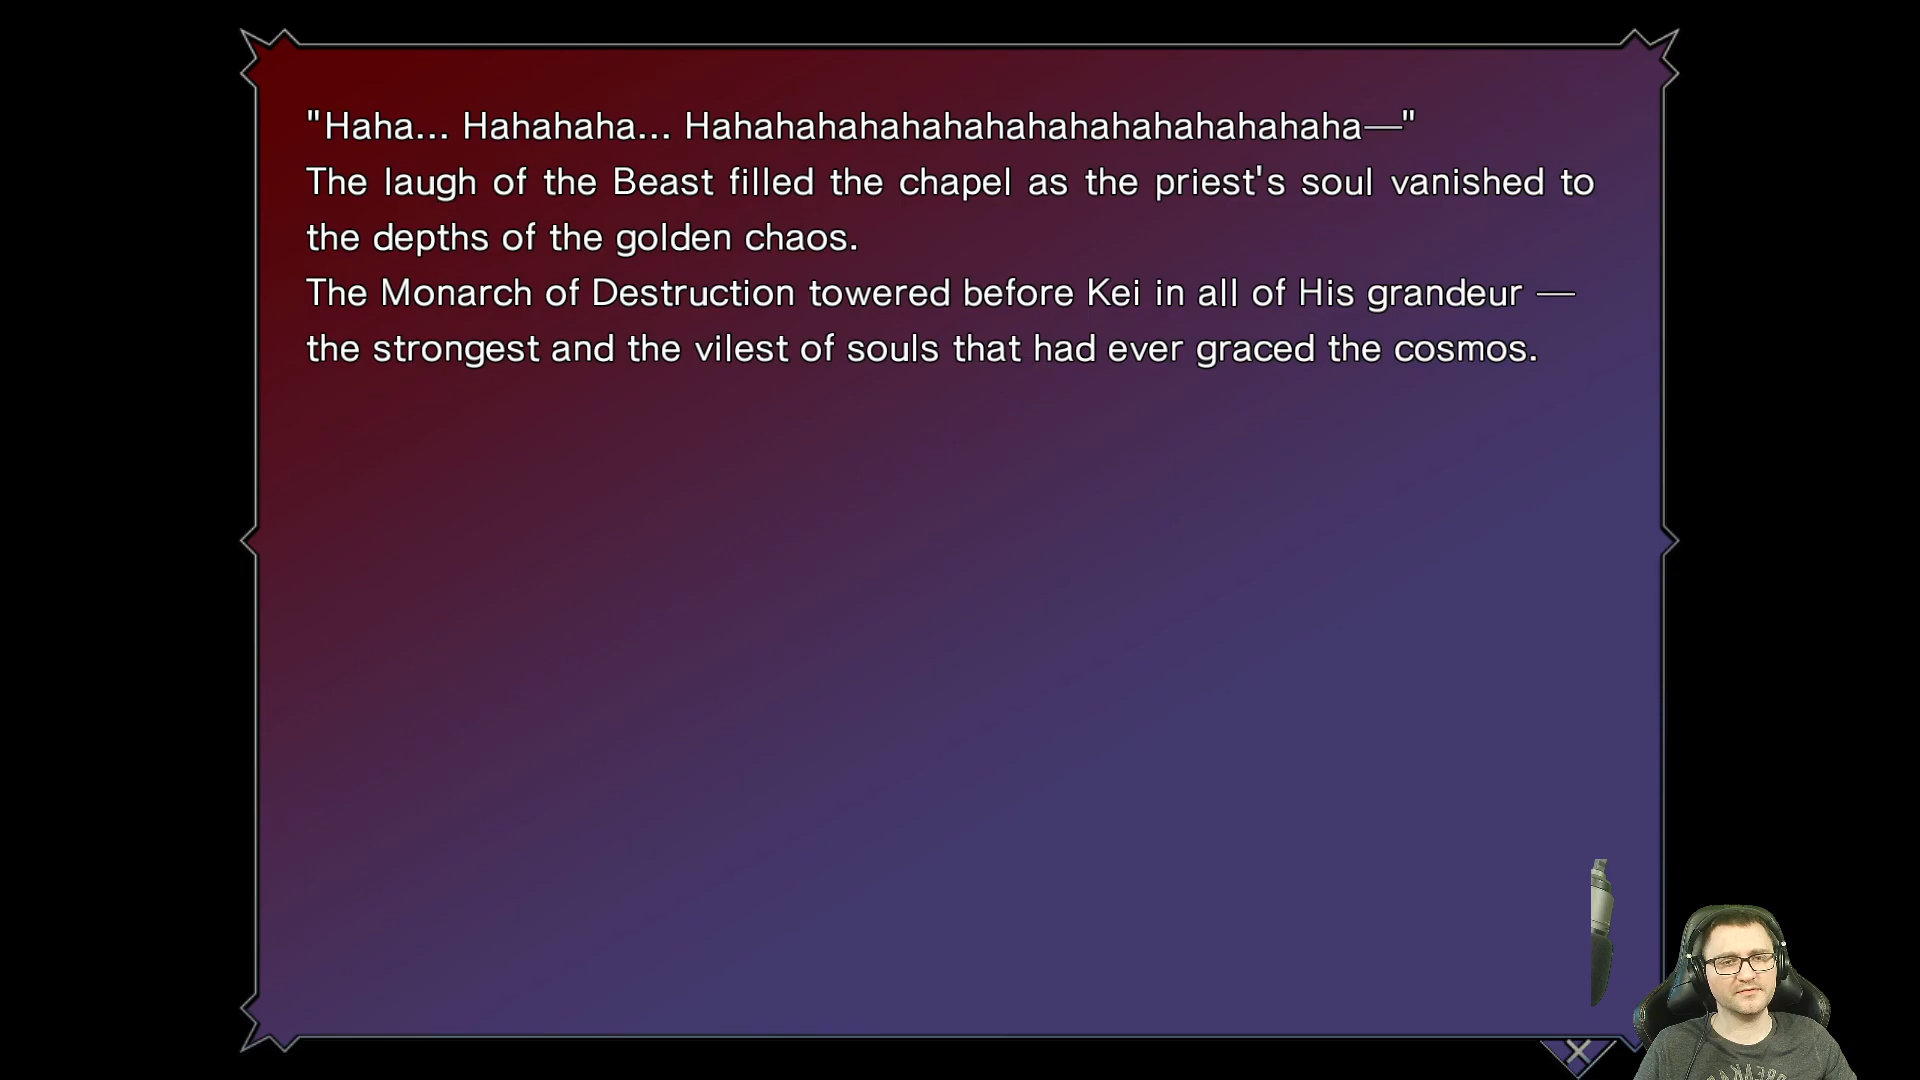 "Haha... Hahahaha... Hahahahahahahahahahahahahahahaha—"
The laugh of the Beast filled the chapel as the priest's soul vanished to
the depths of the golden chaos.
The Monarch of Destruction towered before Kei in all of His grandeur —
the strongest and the vilest of souls that had ever graced the cosmos.